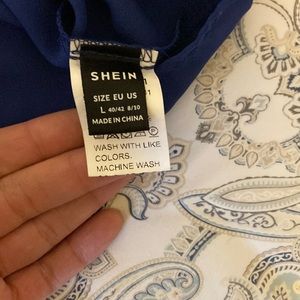 SHEIN
SIZE EU US
L 40/42 8/10
MADE IN CHINA
WASH WITH LIKE
COLORS.
MACHINE WASH